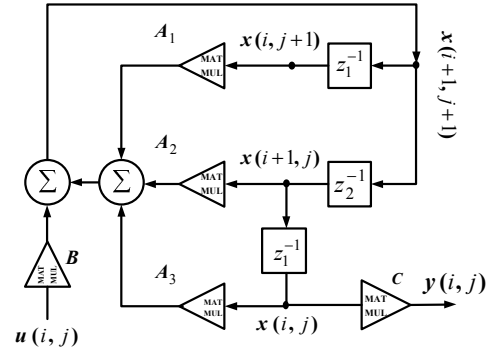 A₁
x(i, j+1)
MAT MUL
z₁⁻¹
x(i+1, j+1)
A₂
x(i+1, j)
MAT MUL
z₂⁻¹
Σ
Σ
z₁⁻¹
MAT MUL
B
A₃
MAT MUL
x(i, j)
MAT MUL
C
y(i, j)
u(i, j)